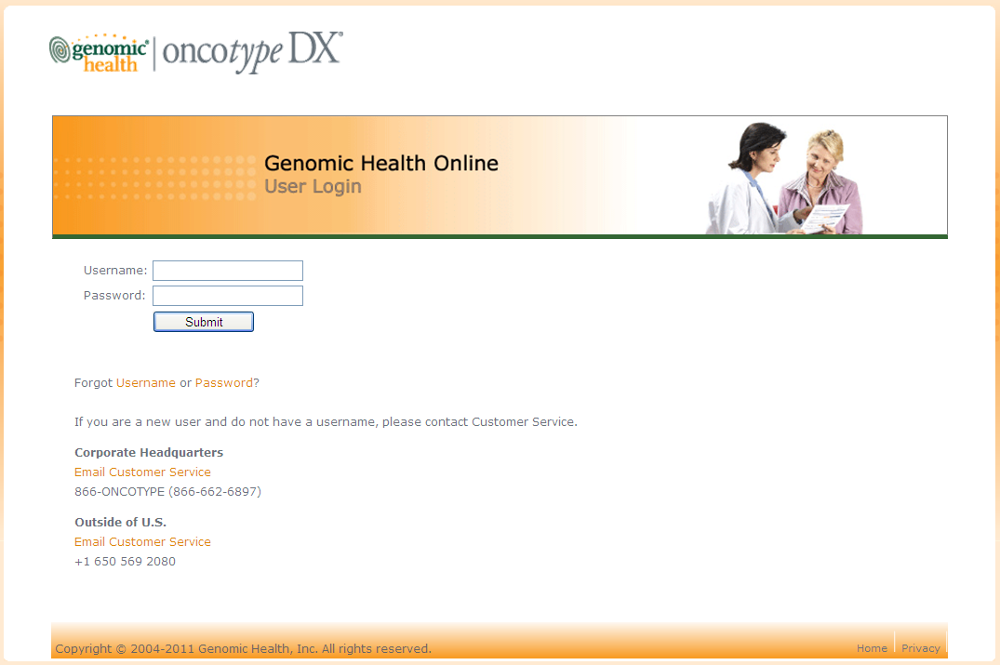 genomic health | oncotype DX®
Genomic Health Online
User Login
Username:
Password:
Submit
Forgot Username or Password?
If you are a new user and do not have a username, please contact Customer Service.
Corporate Headquarters
Email Customer Service
866-ONCOTYPE (866-662-6897)
Outside of U.S.
Email Customer Service
+1 650 569 2080
Copyright © 2004-2011 Genomic Health, Inc. All rights reserved.
Home | Privacy